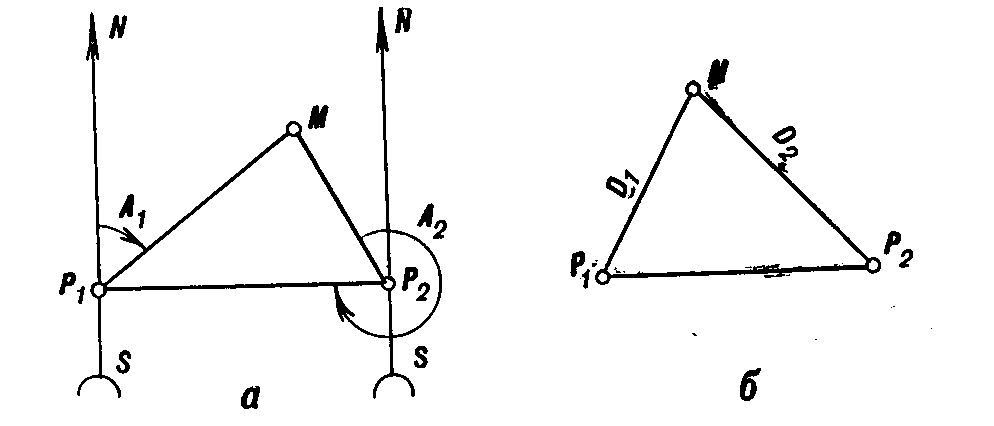 N
N
M
A₁
A₂
P₁
P₂
S
S
а
M
D₁
D₂
P₁
P₂
б